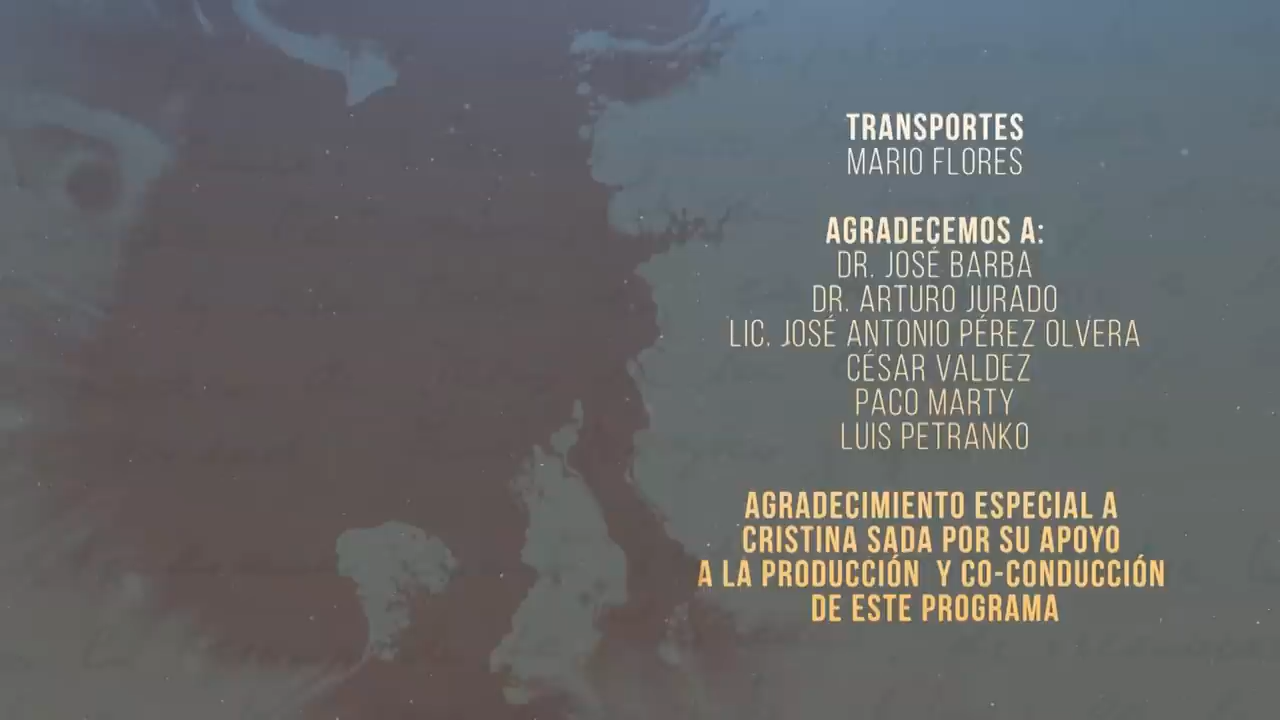 TRANSPORTES
MARIO FLORES
AGRADECEMOS A:
DR. JOSÉ BARBA
DR. ARTURO JURADO
LIC. JOSÉ ANTONIO PÉREZ OLVERA
CÉSAR VALDEZ
PACO MARTY
LUIS PETRANKO
AGRADECIMIENTO ESPECIAL A
CRISTINA SADA POR SU APOYO
A LA PRODUCCIÓN Y CO-CONDUCCIÓN
DE ESTE PROGRAMA